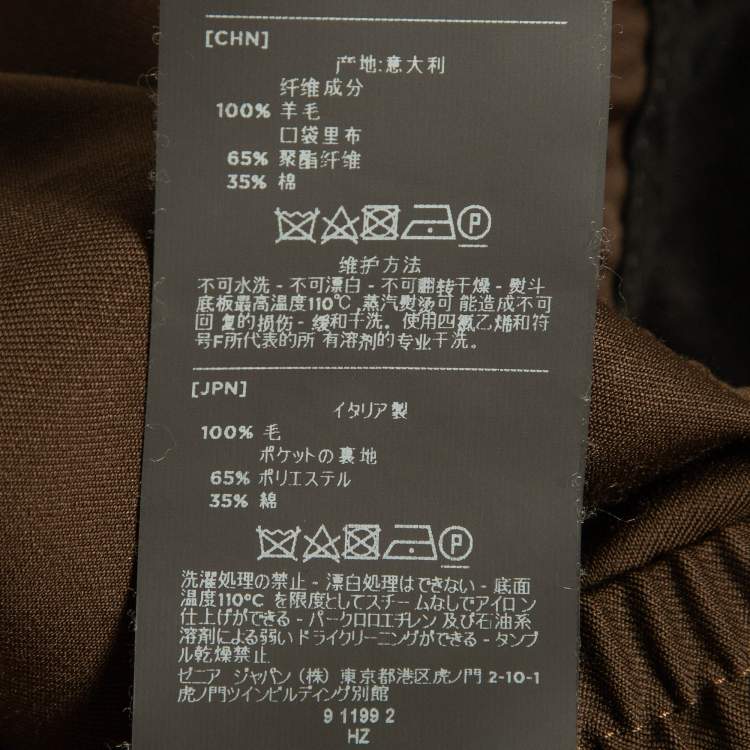 [CHN]
产地:意大利
纤维成分
100% 羊毛
口袋里布
65% 聚酯纤维
35% 棉
P
维护方法
不可水洗 - 不可漂白 - 不可翻转干燥 - 熨斗
底板最高温度110℃,蒸汽熨烫可能造成不可
回复的损伤 - 缓和干洗。使用四氯乙烯和符
号F所代表的所 有溶剂的专业干洗。
[JPN]
イタリア製
100% 毛
ポケットの裏地
65% ポリエステル
35% 綿
P
洗濯処理の禁止 - 漂白処理はできない - 底面
温度110℃ を限度としてスチームなしでアイロン
仕上げができる - パークロロエチレン 及び石油系
溶剤による弱い ドライクリーニングができる - タンブ
ル乾燥禁止
ゼニア ジャパン (株) 東京都港区虎ノ門 2-10-1
虎ノ門ツインビルディング別館
9 1199 2
HZ